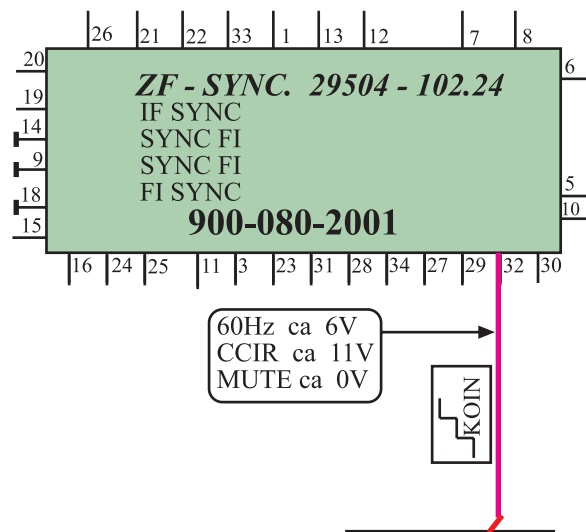 26 21 22 33 1 13 12 7 8
20
19
14
9
18
15
6
5
10
ZF - SYNC. 29504 - 102.24
IF SYNC
SYNC FI
SYNC FI
FI SYNC
900-080-2001
16 24 25 11 3 23 31 28 34 27 29 32 30
60Hz ca 6V
CCIR ca 11V
MUTE ca 0V
KOIN